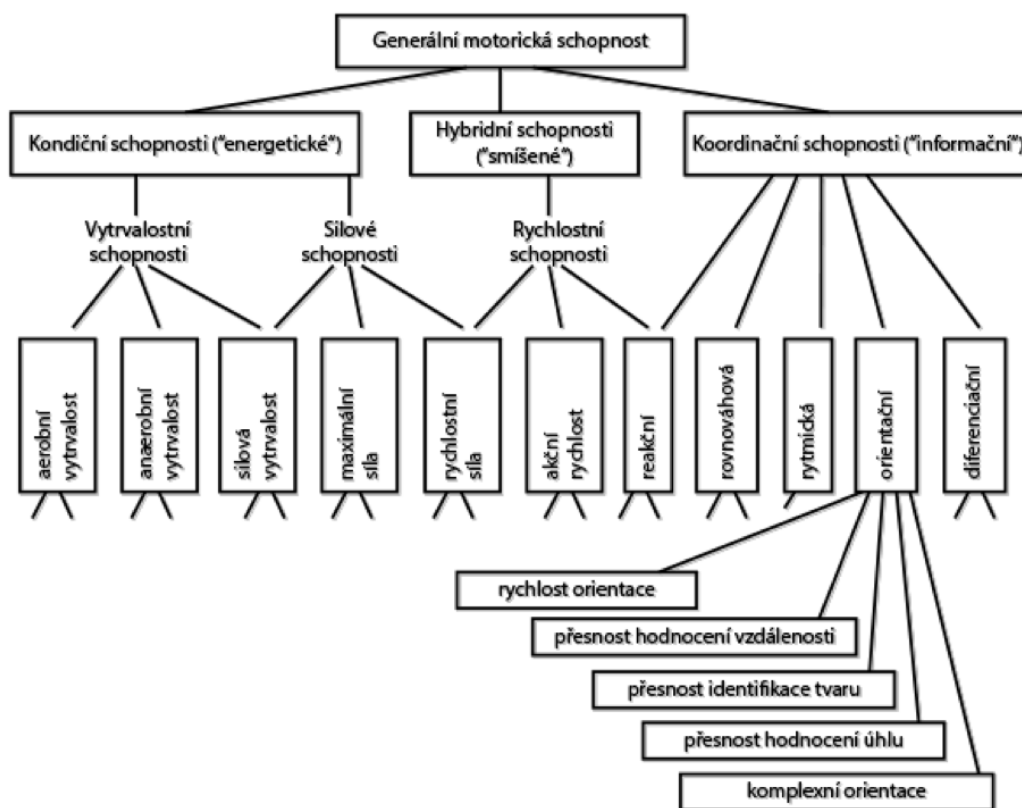 Generální motorická schopnost
Kondiční schopnosti ("energetické")
Hybridní schopnosti
("smíšené")
Koordinační schopnosti ("informační")
Vytrvalostní
schopnosti
Silové
schopnosti
Rychlostní
schopnosti
aerobní
vytrvalost
anaerobní
vytrvalost
silová
vytrvalost
maximální
síla
rychlostní
síla
akční
rychlost
reakční
rovnováhová
rytmická
orientační
diferenciační
rychlost orientace
přesnost hodnocení vzdálenosti
přesnost identifikace tvaru
přesnost hodnocení úhlu
komplexní orientace